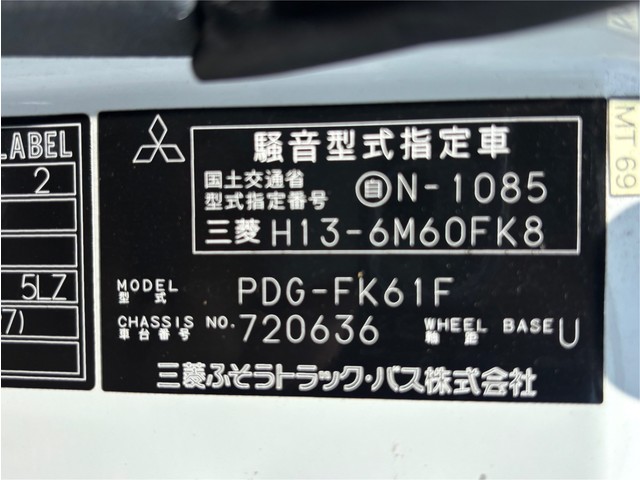 LABEL
2
5LZ
7)
騒音型式指定車
国土交通省
型式指定番号
自N-1085
三菱 H13-6M60FK8
MODEL
型式
PDG-FK61F
CHASSIS NO.
車台番号
720636
WHEEL BASE
軸距
U
三菱ふそうトラック・バス株式会社
MT 69